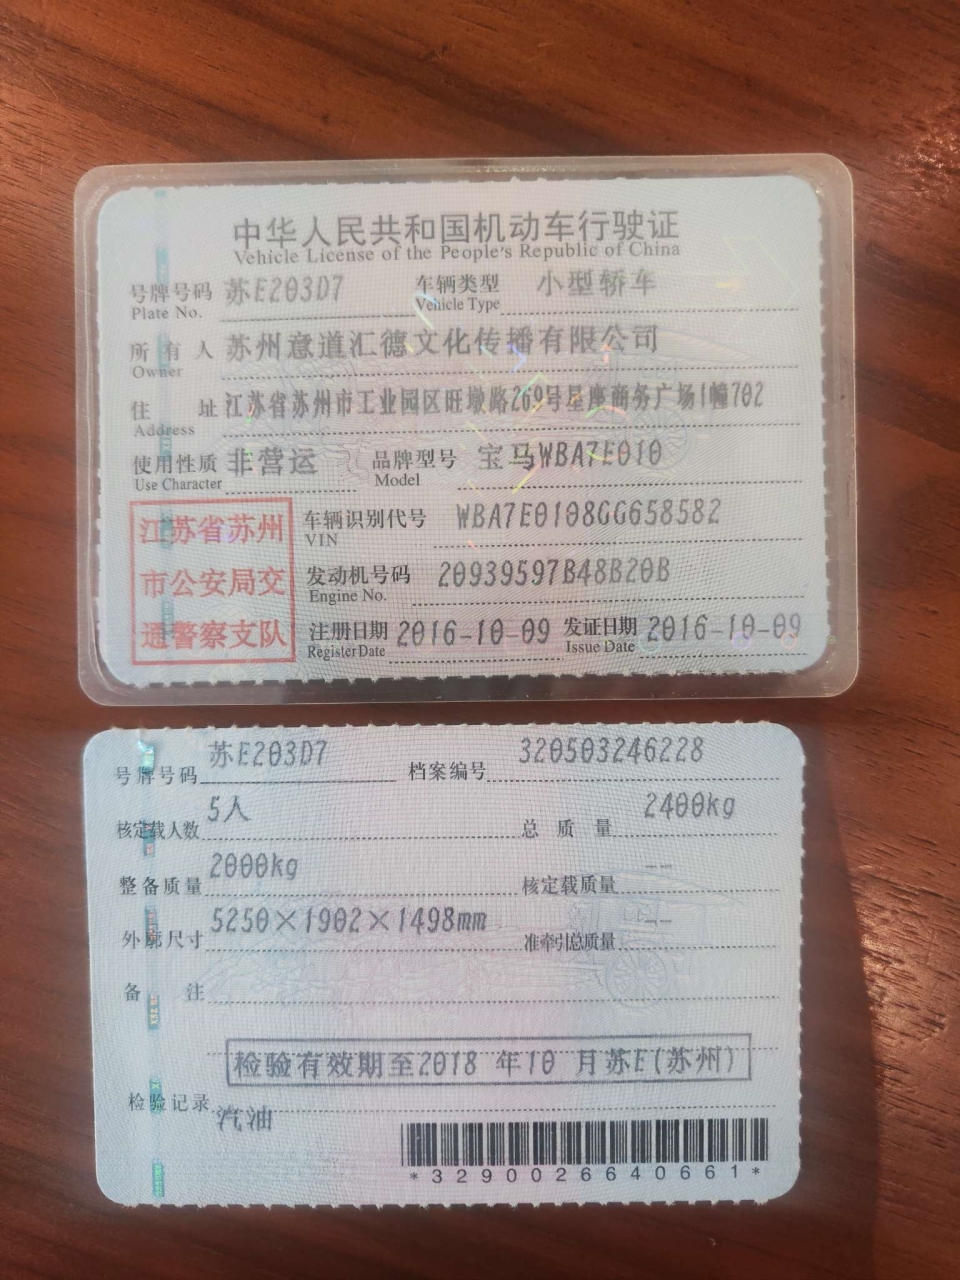 中华人民共和国机动车行驶证
Vehicle License of the People's Republic of China
号牌号码 苏E203D7 车辆类型 小型轿车
Plate No. Vehicle Type
所有人 苏州意道汇德文化传播有限公司
Owner
住址 江苏省苏州市工业园区旺墩路269号星座商务广场1幢702
Address
使用性质 非营运 品牌型号 宝马WBA7E010
Use Character Model
江苏省苏州
市公安局交
通警察支队
车辆识别代号 WBA7E0108GG658582
VIN
发动机号码 20939597B48B20B
Engine No.
注册日期 2016-10-09 发证日期 2016-10-09
Register Date Issue Date
号牌号码 苏E203D7 档案编号 320503246228
核定载人数 5人 总质量 2400kg
整备质量 2000kg 核定载质量 --
外廓尺寸 5250×1902×1498mm 准牵引总质量 --
备注
检验有效期至2018 年10 月苏E(苏州)
检验记录
汽油
*3290026640661*